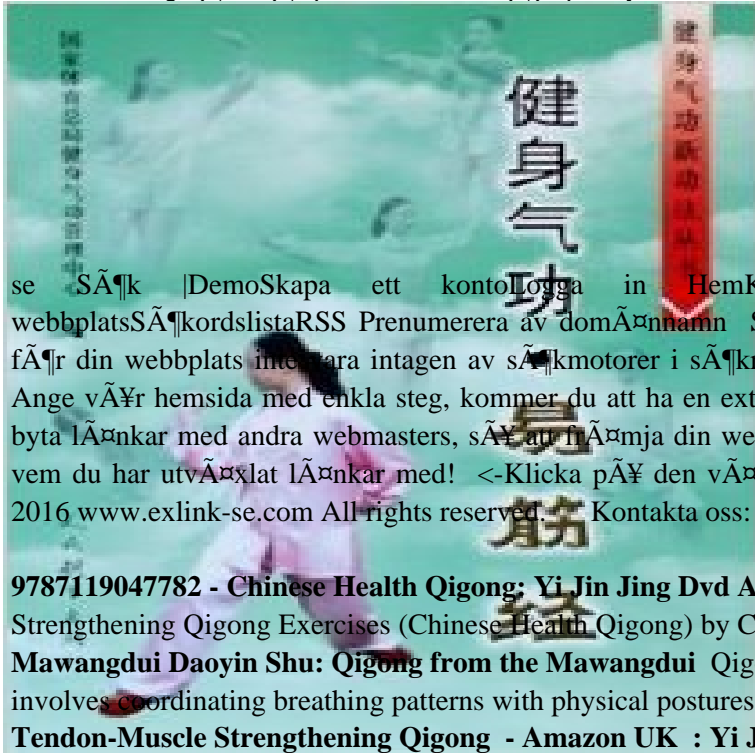 健身气功
易筋经
健身气功
se SÃ¶k |DemoSkapa ett kontoLogga in HemK
webbplatsSÃ¶kordslistaRSS Prenumerera av domÃ¤nnamn S
fÃ¶r din webbplats inte vara intagen av sÃ¶kmotorer i sÃ¶kr
Ange vÃ¥r hemsida med enkla steg, kommer du att ha en ext
byta lÃ¤nkar med andra webmasters, sÃ¥ att frÃ¤mja din we
vem du har utvÃ¤xlat lÃ¤nkar med! <-Klicka pÃ¥ den vÃ¤
2016 www.exlink-se.com All rights reserved. Kontakta oss:
9787119047782 - Chinese Health Qigong: Yi Jin Jing Dvd A
Strengthening Qigong Exercises (Chinese Health Qigong) by C
Mawangdui Daoyin Shu: Qigong from the Mawangdui Qig
involves coordinating breathing patterns with physical postures
Tendon-Muscle Strengthening Qigong - Amazon UK : Yi